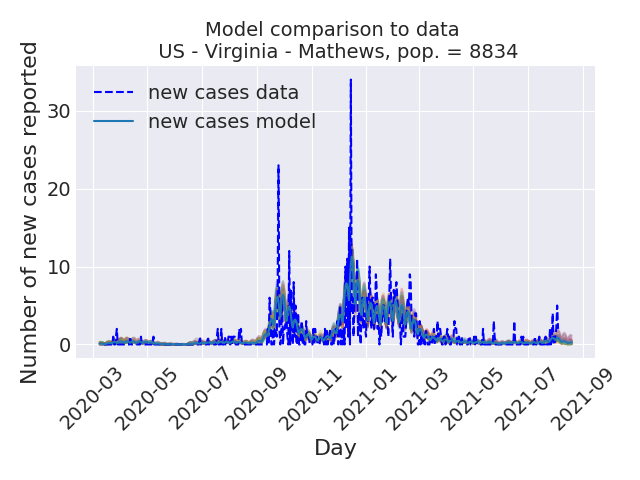 Model comparison to data
US - Virginia - Mathews, pop. = 8834
Number of new cases reported
30
20
10
0
new cases data
new cases model
2020-03
2020-05
2020-07
2020-09
2020-11
2021-01
2021-03
2021-05
2021-07
2021-09
Day